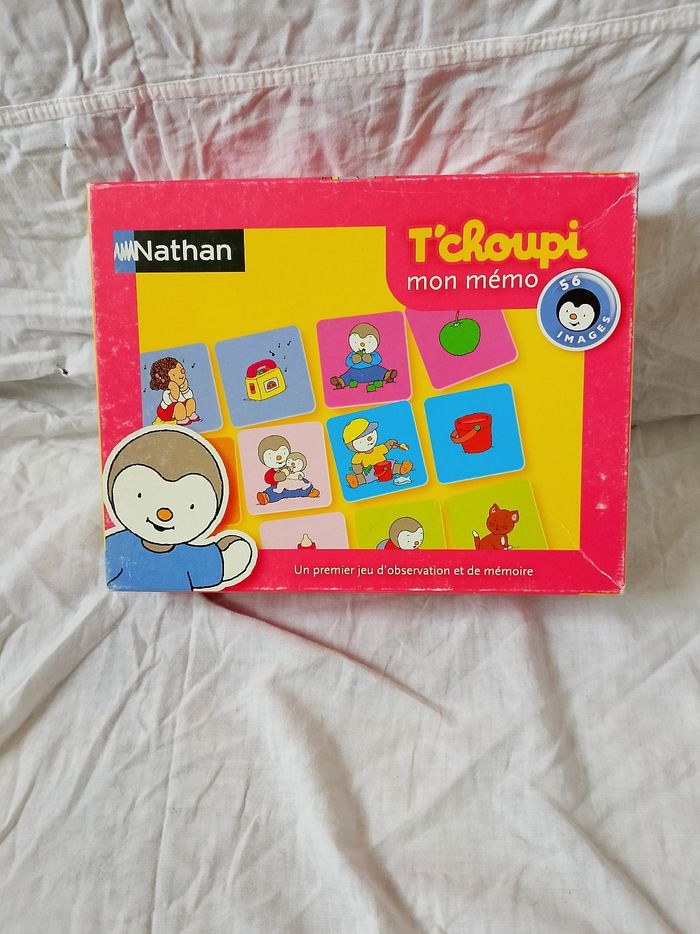 Nathan
T'choupi
mon mémo
56
IMAGES
Un premier jeu d'observation et de mémoire